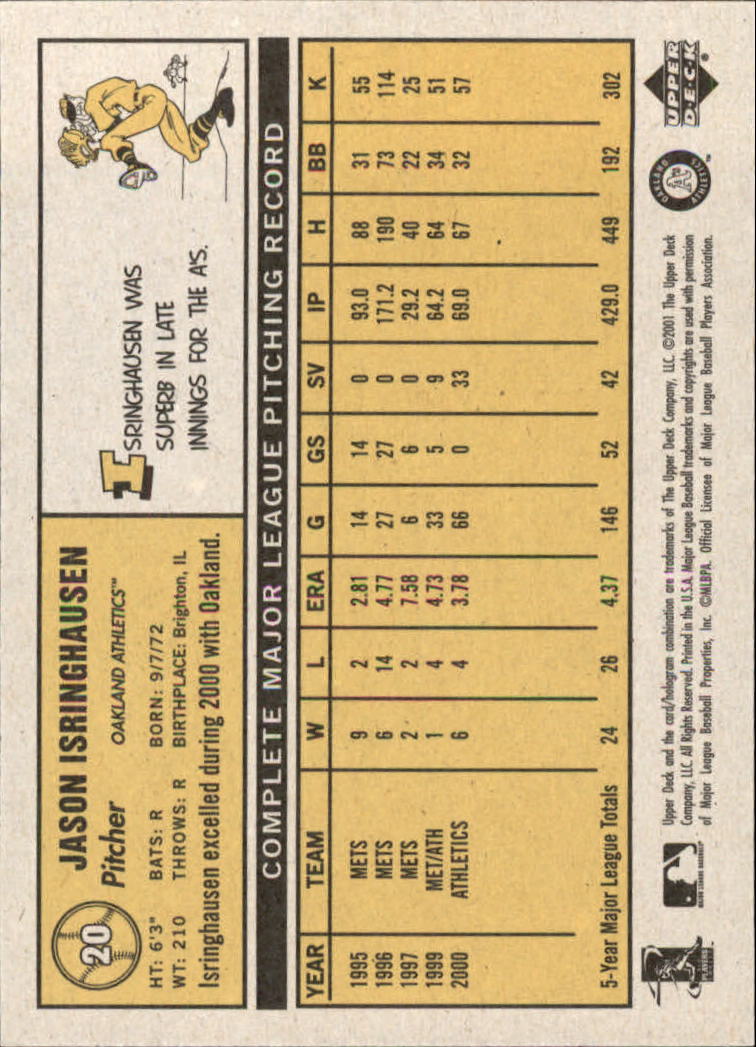 20
JASON ISRINGHAUSEN
Pitcher OAKLAND ATHLETICS™
HT: 6'3" BATS: R BORN: 9/7/72
WT: 210 THROWS: R BIRTHPLACE: Brighton, IL
Isringhausen excelled during 2000 with Oakland.
ISRINGHAUSEN WAS
SUPERB IN LATE
INNINGS FOR THE A'S.
COMPLETE MAJOR LEAGUE PITCHING RECORD
YEAR TEAM W L ERA G GS SV IP H BB K
1995 METS 9 2 2.81 14 14 0 93.0 88 31 55
1996 METS 6 14 4.77 27 27 0 171.2 190 73 114
1997 METS 2 2 7.58 6 6 0 29.2 40 22 25
1999 MET/ATH 1 4 4.73 33 5 9 64.2 64 34 51
2000 ATHLETICS 6 4 3.78 66 0 33 69.0 67 32 57
5-Year Major League Totals 24 26 4.37 146 52 42 429.0 449 192 302
Upper Deck and the card/hologram combination are trademarks of The Upper Deck Company, LLC. ©2001 The Upper Deck
Company, LLC. All Rights Reserved. Printed in the U.S.A. Major League Baseball trademarks and copyrights are used with permission
of Major League Baseball Properties, Inc. ©MLBPA. Official Licensee of Major League Baseball Players Association.
OAKLAND A's ATHLETICS™
UPPER DECK®
PLAYERS